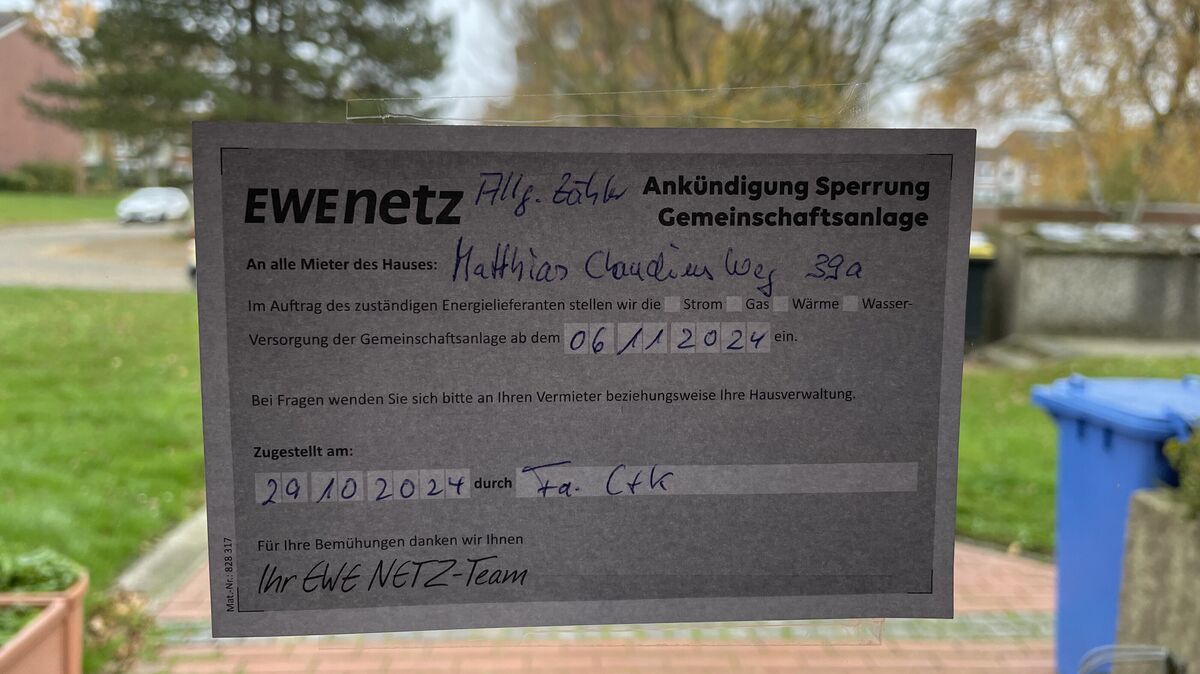 EWE netz Allg. Zähler
Ankündigung Sperrung
Gemeinschaftsanlage
An alle Mieter des Hauses: Matthias Claudius Weg 39a
Im Auftrag des zuständigen Energielieferanten stellen wir die Strom Gas Wärme Wasser-
Versorgung der Gemeinschaftsanlage ab dem 06 11 2024 ein.
Bei Fragen wenden Sie sich bitte an Ihren Vermieter beziehungsweise Ihre Hausverwaltung.
Zugestellt am:
29 10 2024 durch Fa.
Für Ihre Bemühungen danken wir Ihnen
Ihr EWE NETZ-Team
Mat.-Nr.: 828 317